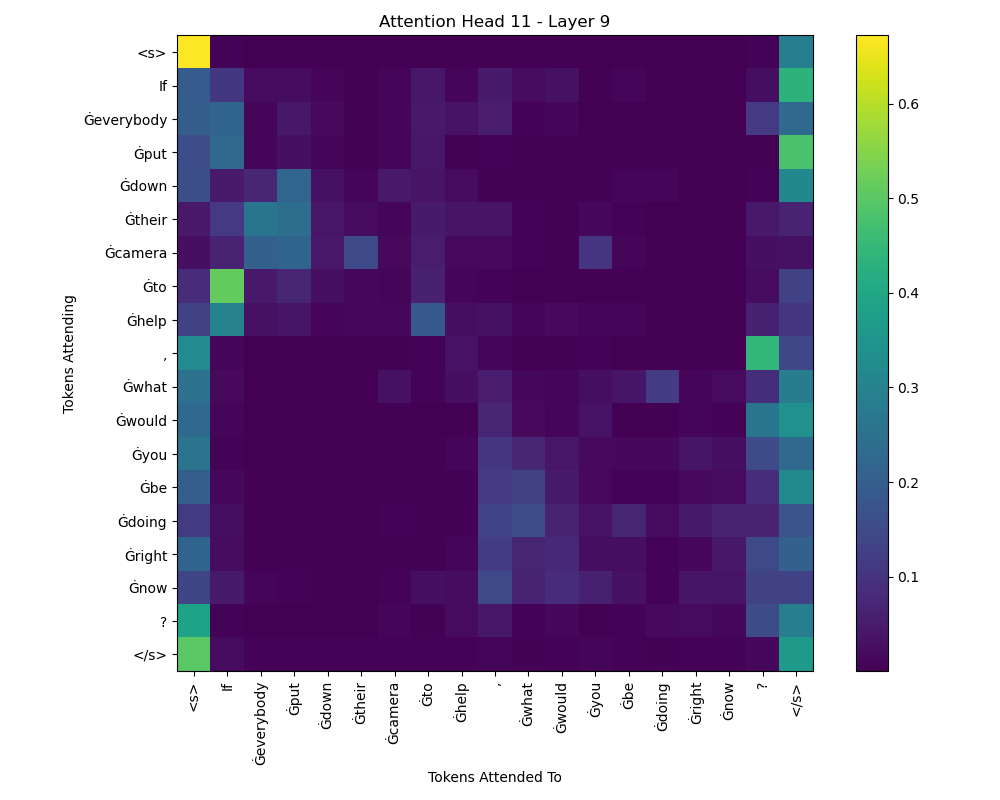 Attention Head 11 - Layer 9
Tokens Attending
<s>
If
Ġeverybody
Ġput
Ġdown
Ġtheir
Ġcamera
Ġto
Ġhelp
,
Ġwhat
Ġwould
Ġyou
Ġbe
Ġdoing
Ġright
Ġnow
?
</s>
<s>
If
Ġeverybody
Ġput
Ġdown
Ġtheir
Ġcamera
Ġto
Ġhelp
,
Ġwhat
Ġwould
Ġyou
Ġbe
Ġdoing
Ġright
Ġnow
?
</s>
Tokens Attended To
0.6
0.5
0.4
0.3
0.2
0.1